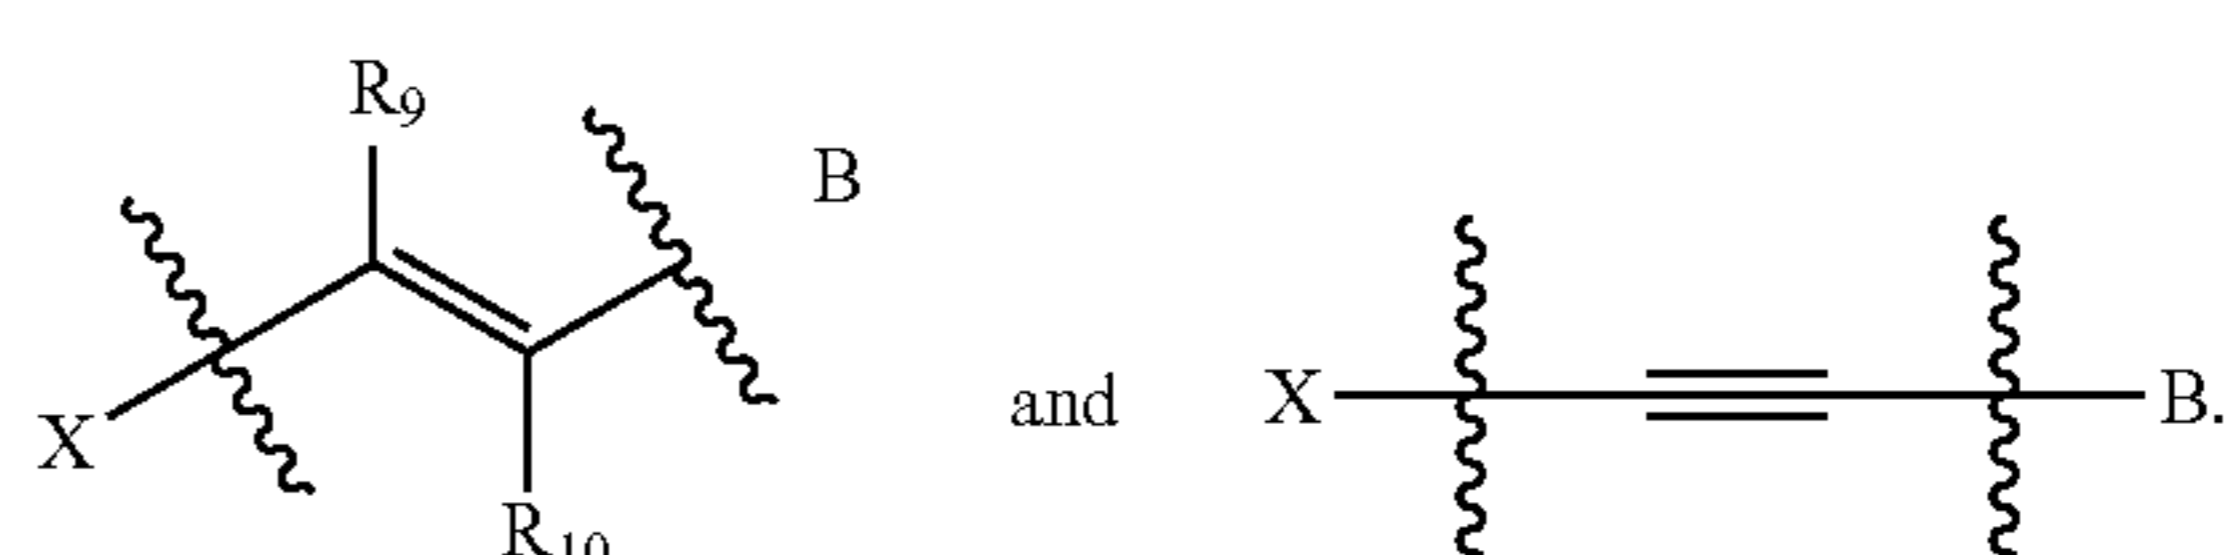 R₉
B
X
R₁₀
and
X
B.